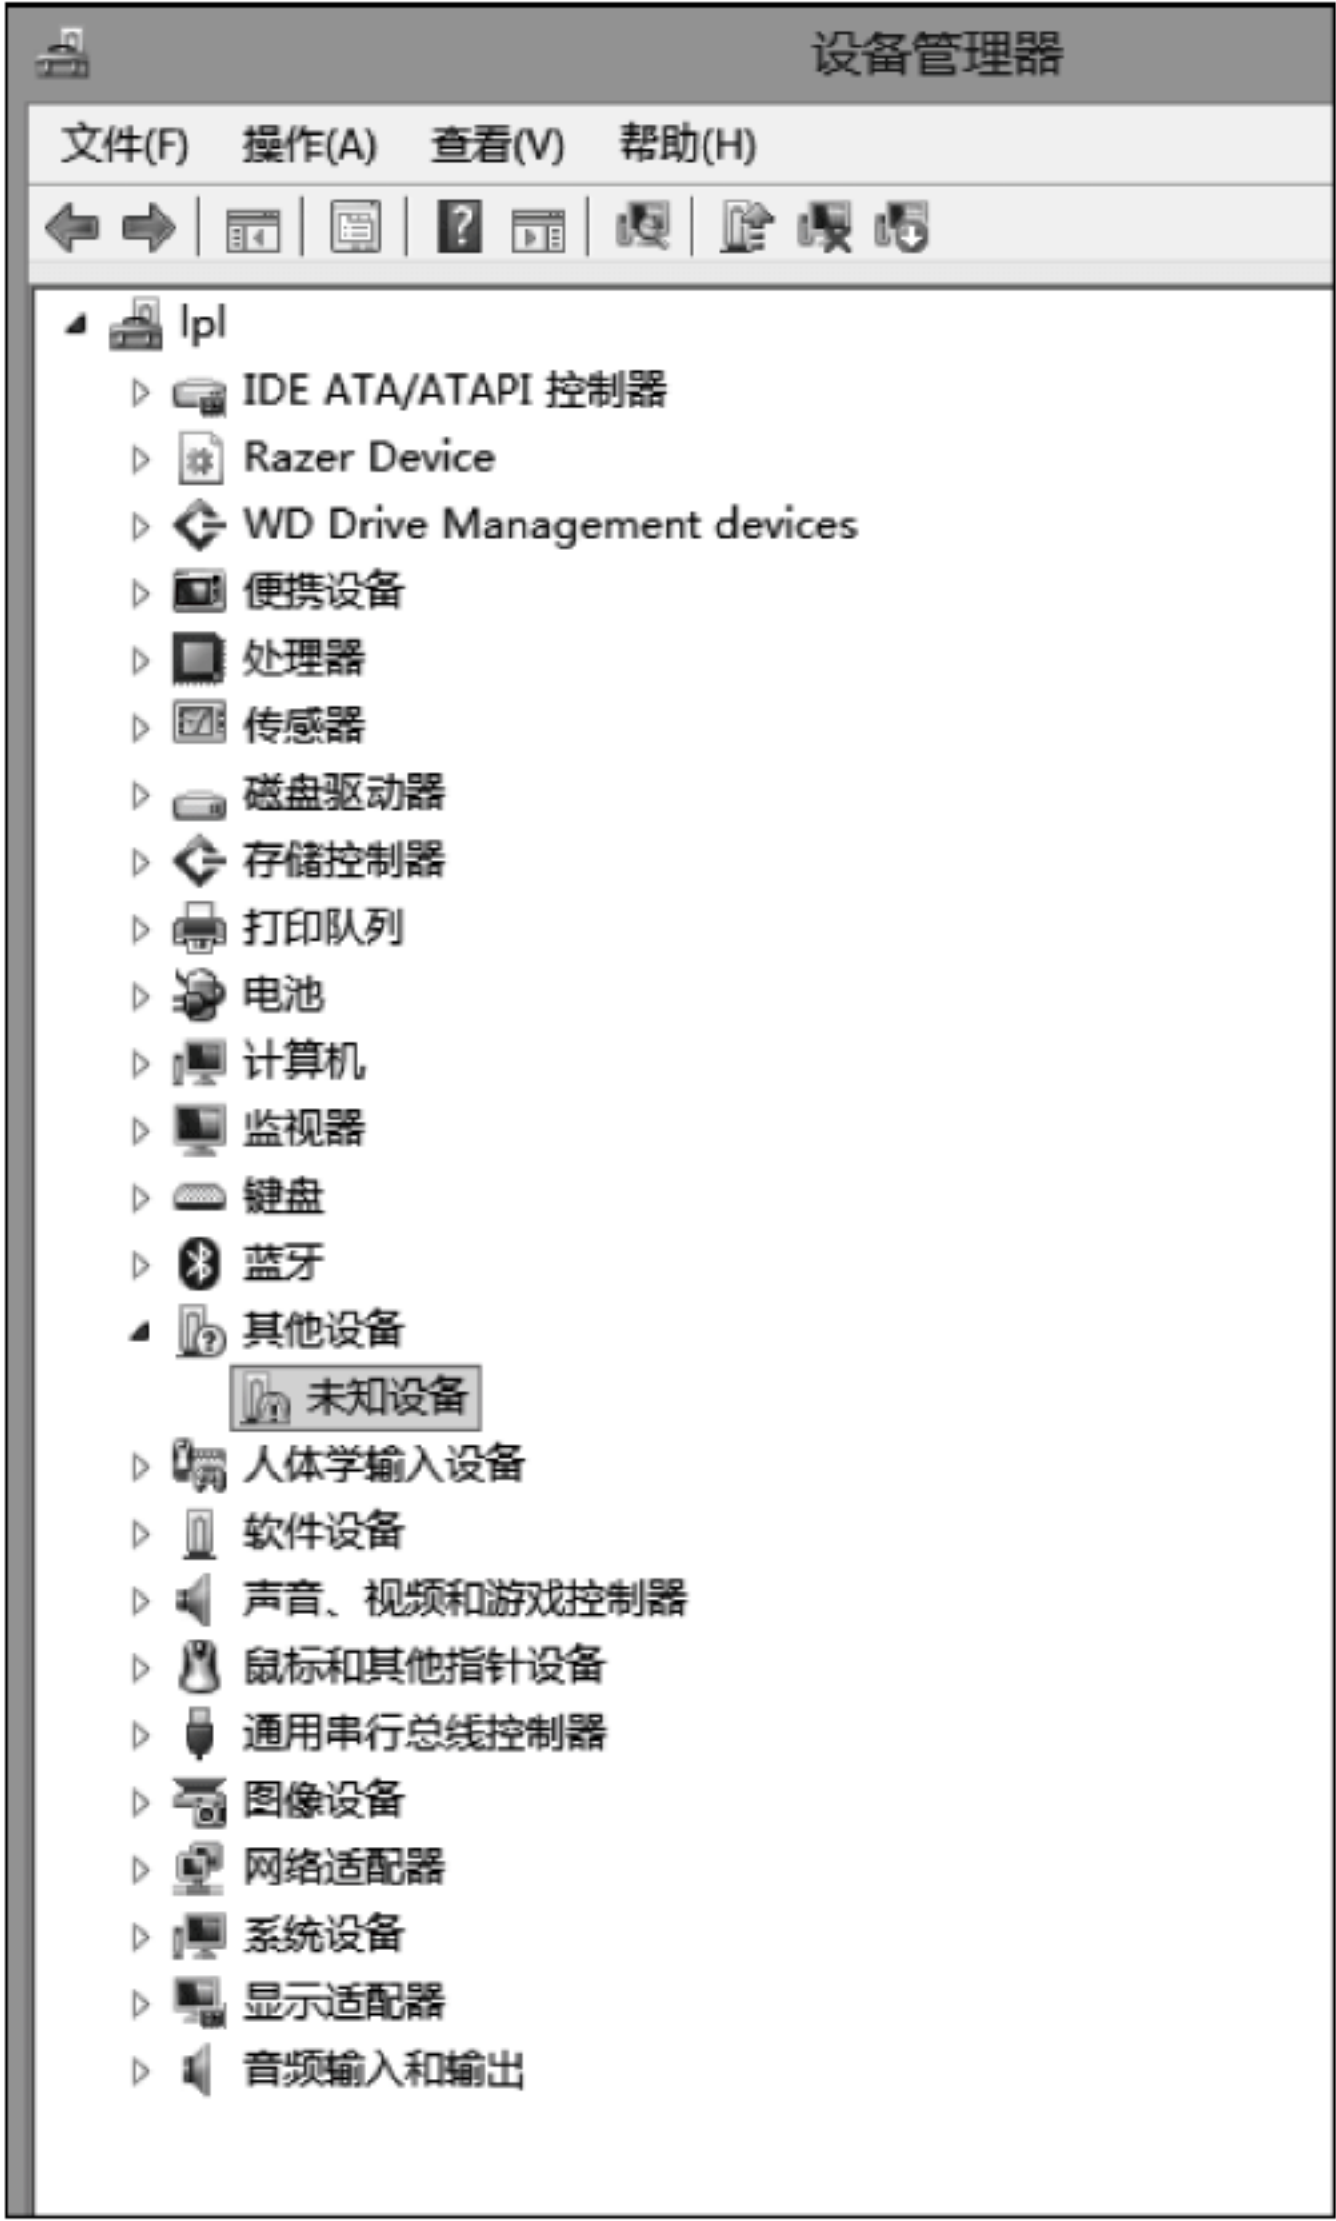 设备管理器
文件(F) 操作(A) 查看(V) 帮助(H)
lpl
IDE ATA/ATAPI 控制器
Razer Device
WD Drive Management devices
便携设备
处理器
传感器
磁盘驱动器
存储控制器
打印队列
电池
计算机
监视器
键盘
蓝牙
其他设备
未知设备
人体学输入设备
软件设备
声音、视频和游戏控制器
鼠标和其他指针设备
通用串行总线控制器
图像设备
网络适配器
系统设备
显示适配器
音频输入和输出